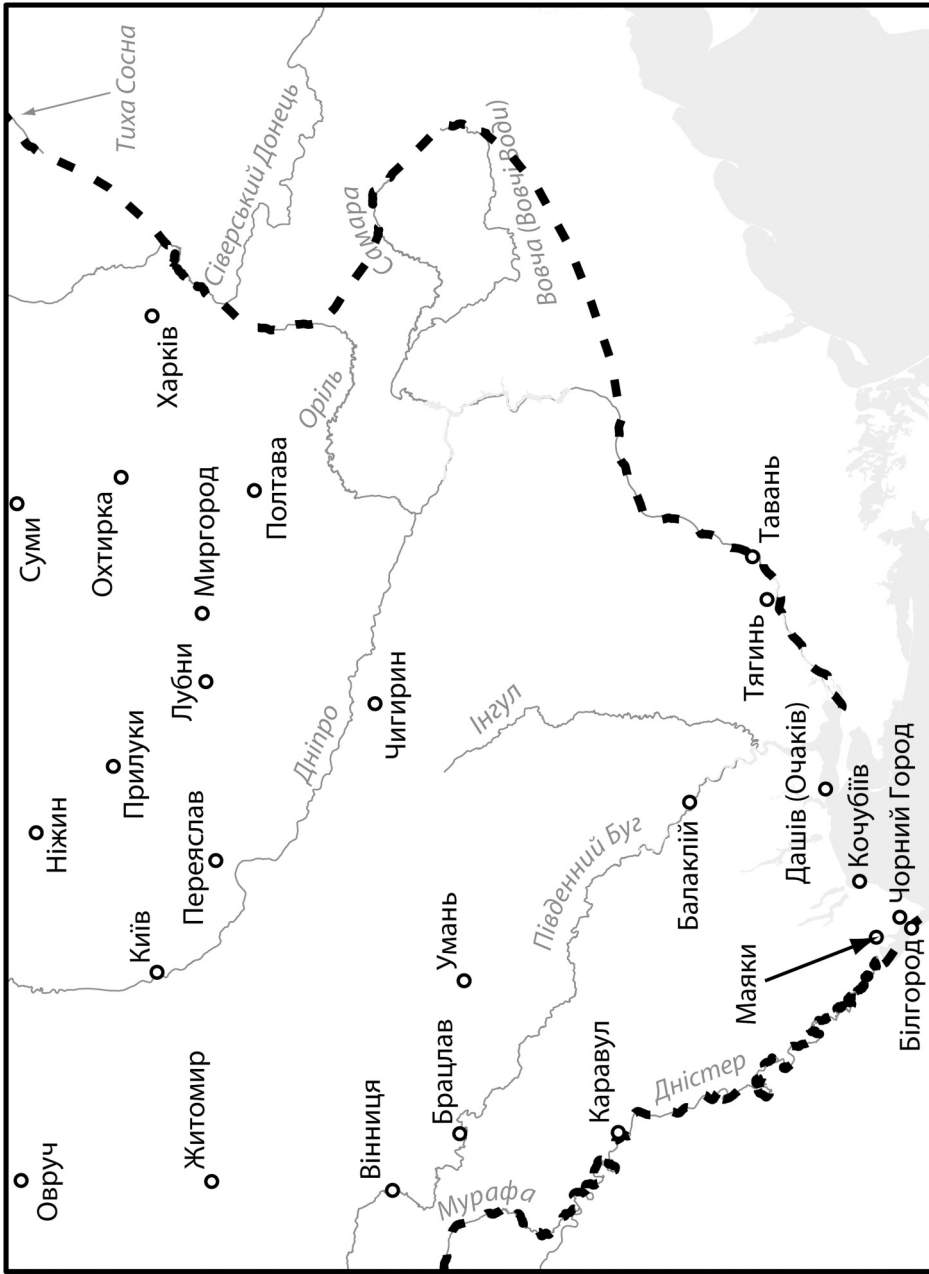 Овруч
Житомир
Київ
Ніжин
Прилуки
Переяслав
Лубни
Миргород
Суми
Охтирка
Полтава
Харків
Тиха Сосна
Сіверський Донець
Оріль
Самара
Вовча (Вовчі Води)
Дніпро
Чигирин
Вінниця
Мурафа
Брацлав
Умань
Південний Буг
Інгул
Каравул
Дністер
Балаклій
Тавань
Тягинь
Дашів (Очаків)
Кочубіїв
Маяки
Чорний Город
Білгород